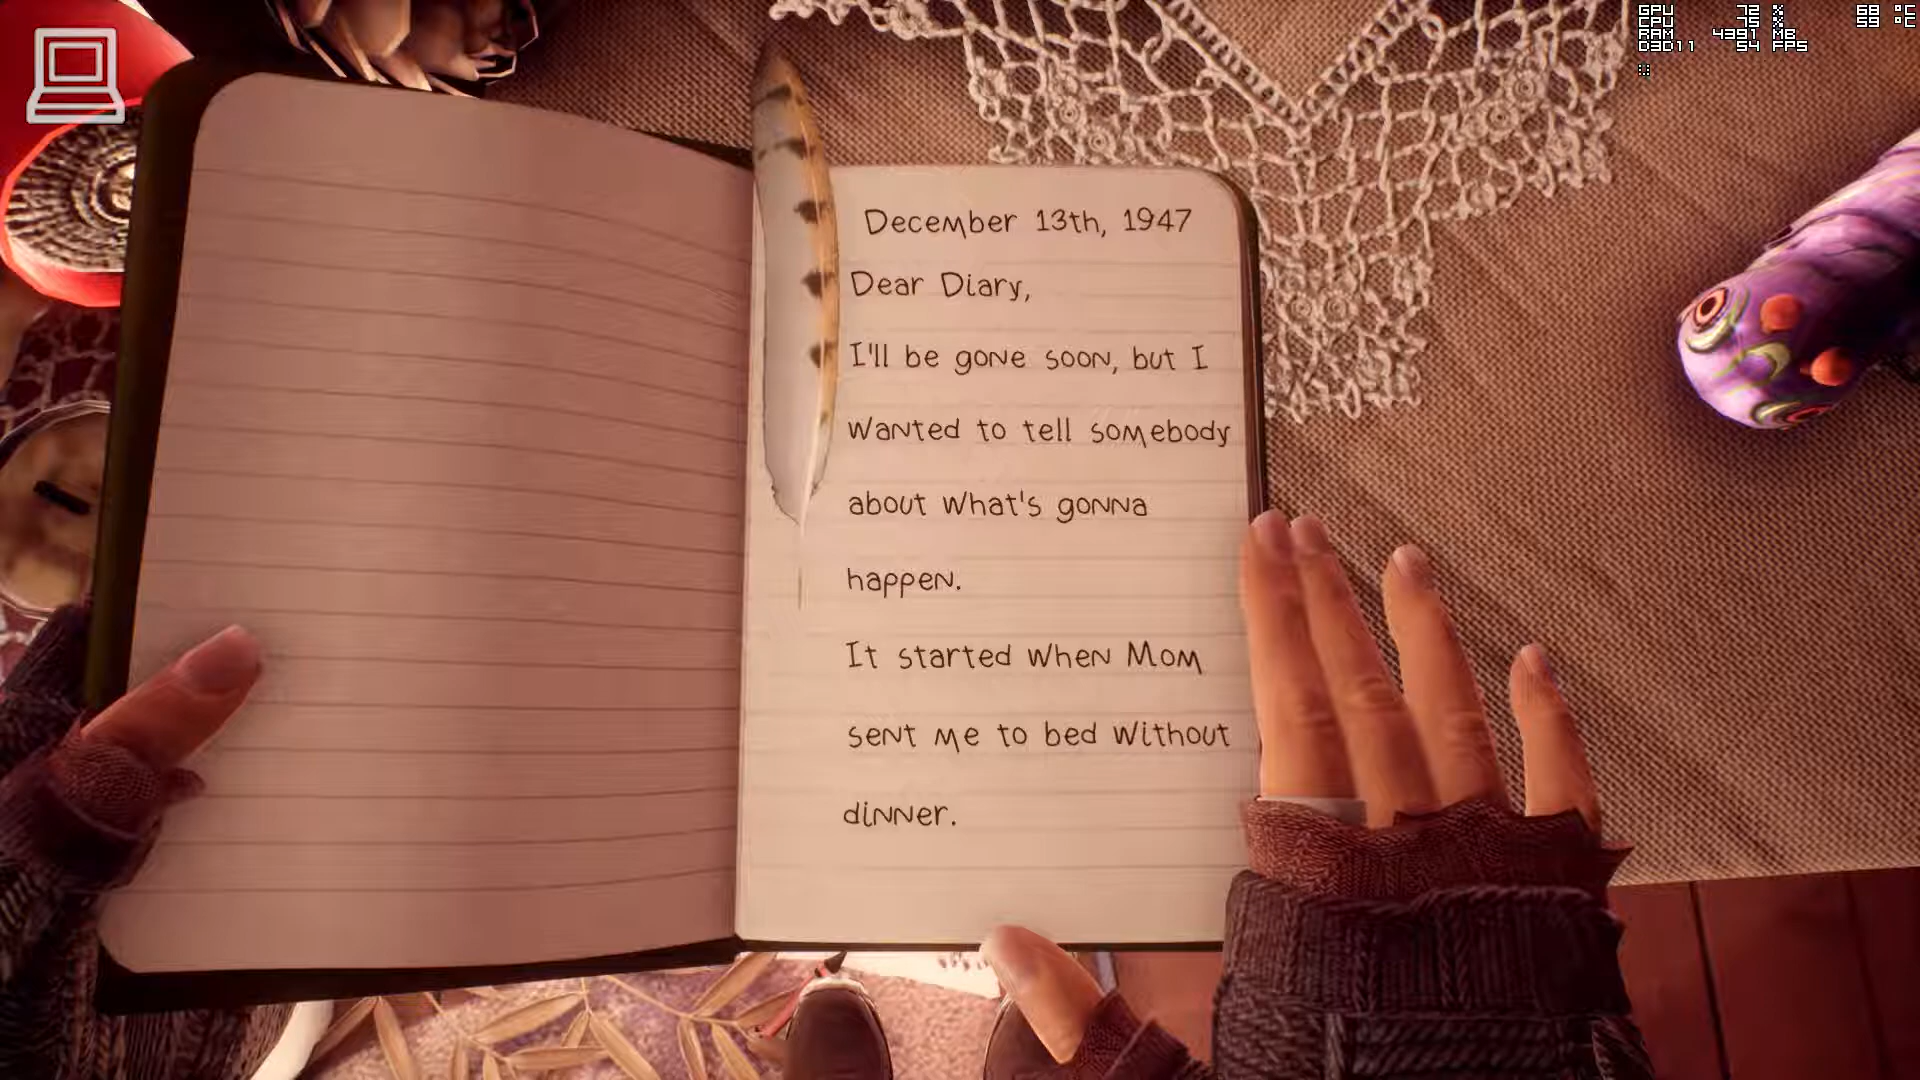 GPU 72 % 68 °C
CPU 75 % 59 °C
RAM 4391 MB
D3D11 54 FPS
December 13th, 1947
Dear Diary,
I'll be gone soon, but I
wanted to tell somebody
about what's gonna
happen.
It started when Mom
sent me to bed without
dinner.